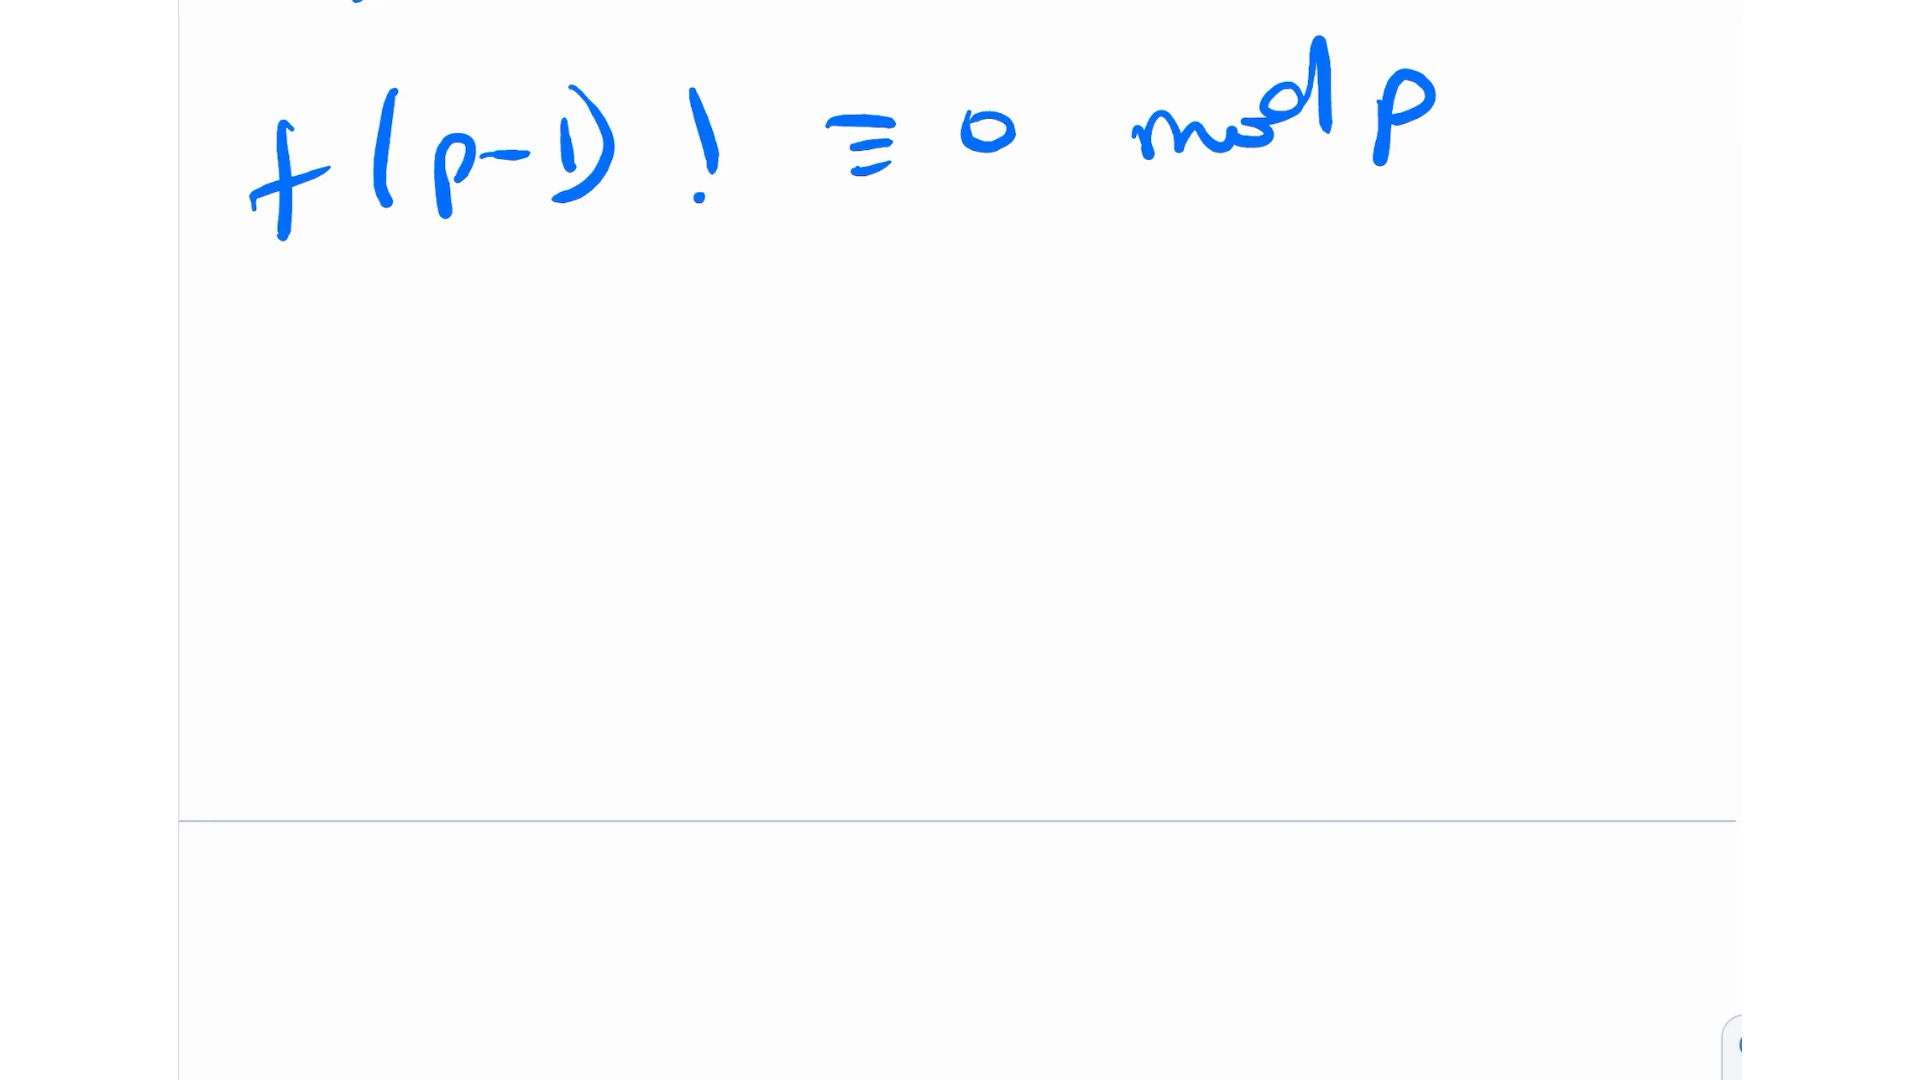 + (p-1)! ≡ 0 mod p